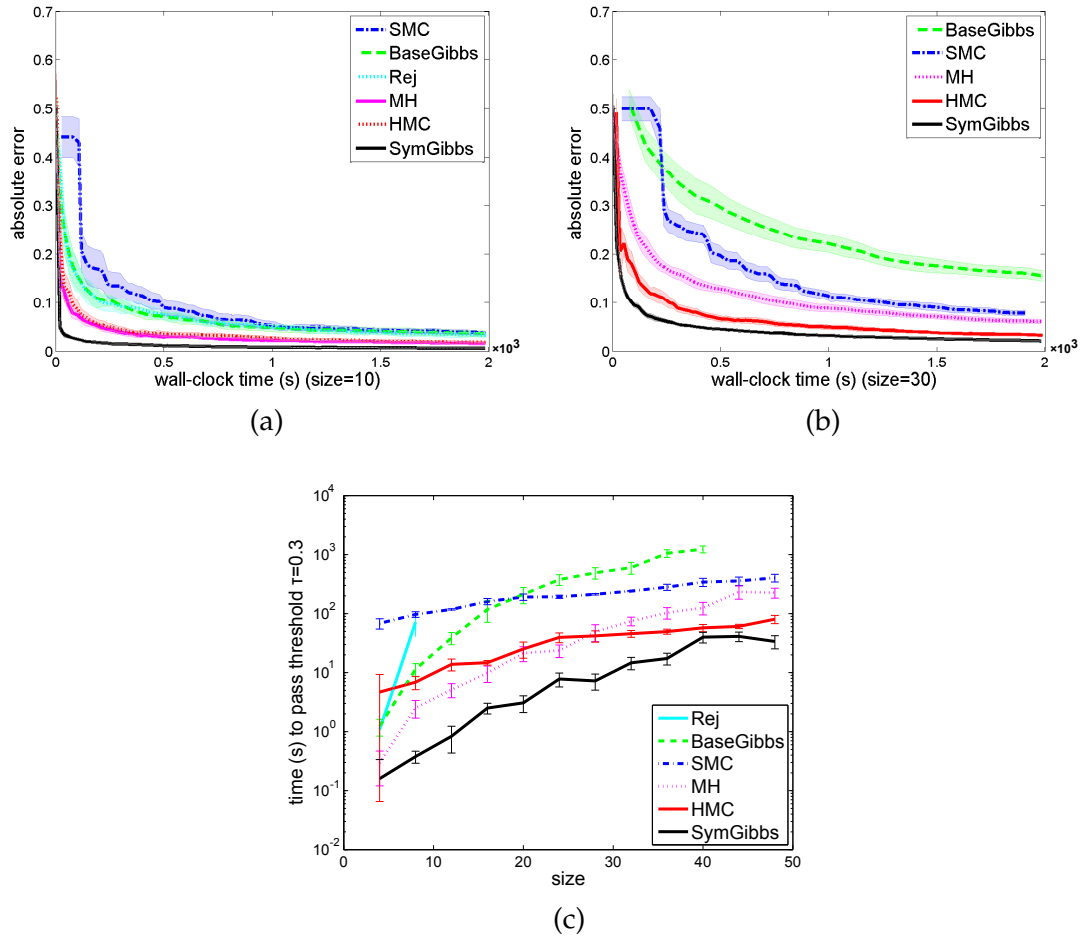 0.7
0.6
0.5
0.4
0.3
0.2
0.1
0
absolute error
SMC
BaseGibbs
Rej
MH
HMC
SymGibbs
0 0.5 1 1.5 2
×10³
wall-clock time (s) (size=10)
(a)
0.7
0.6
0.5
0.4
0.3
0.2
0.1
0
absolute error
BaseGibbs
SMC
MH
HMC
SymGibbs
0 0.5 1 1.5 2
×10³
wall-clock time (s) (size=30)
(b)
10⁴
10³
10²
10¹
10⁰
10⁻¹
10⁻²
time (s) to pass threshold τ=0.3
Rej
BaseGibbs
SMC
MH
HMC
SymGibbs
0 10 20 30 40 50
size
(c)